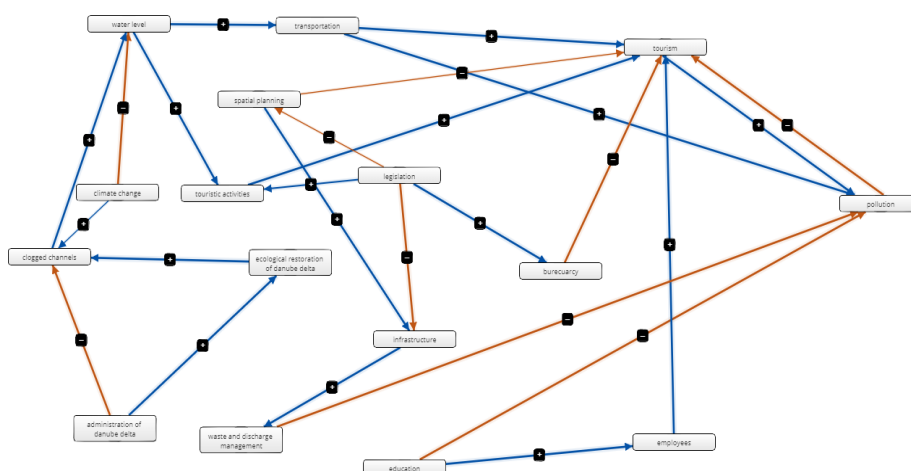 water level
+
transportation
+
tourism
spatial planning
−
+
+
+
−
+
−
+
−
legislation
−
climate change
touristic activities
+
pollution
+
+
+
clogged channels
+
ecological restoration
of danube delta
−
burecuarcy
+
−
infrastructure
−
−
+
+
administration of
danube delta
waste and discharge
management
employees
+
education